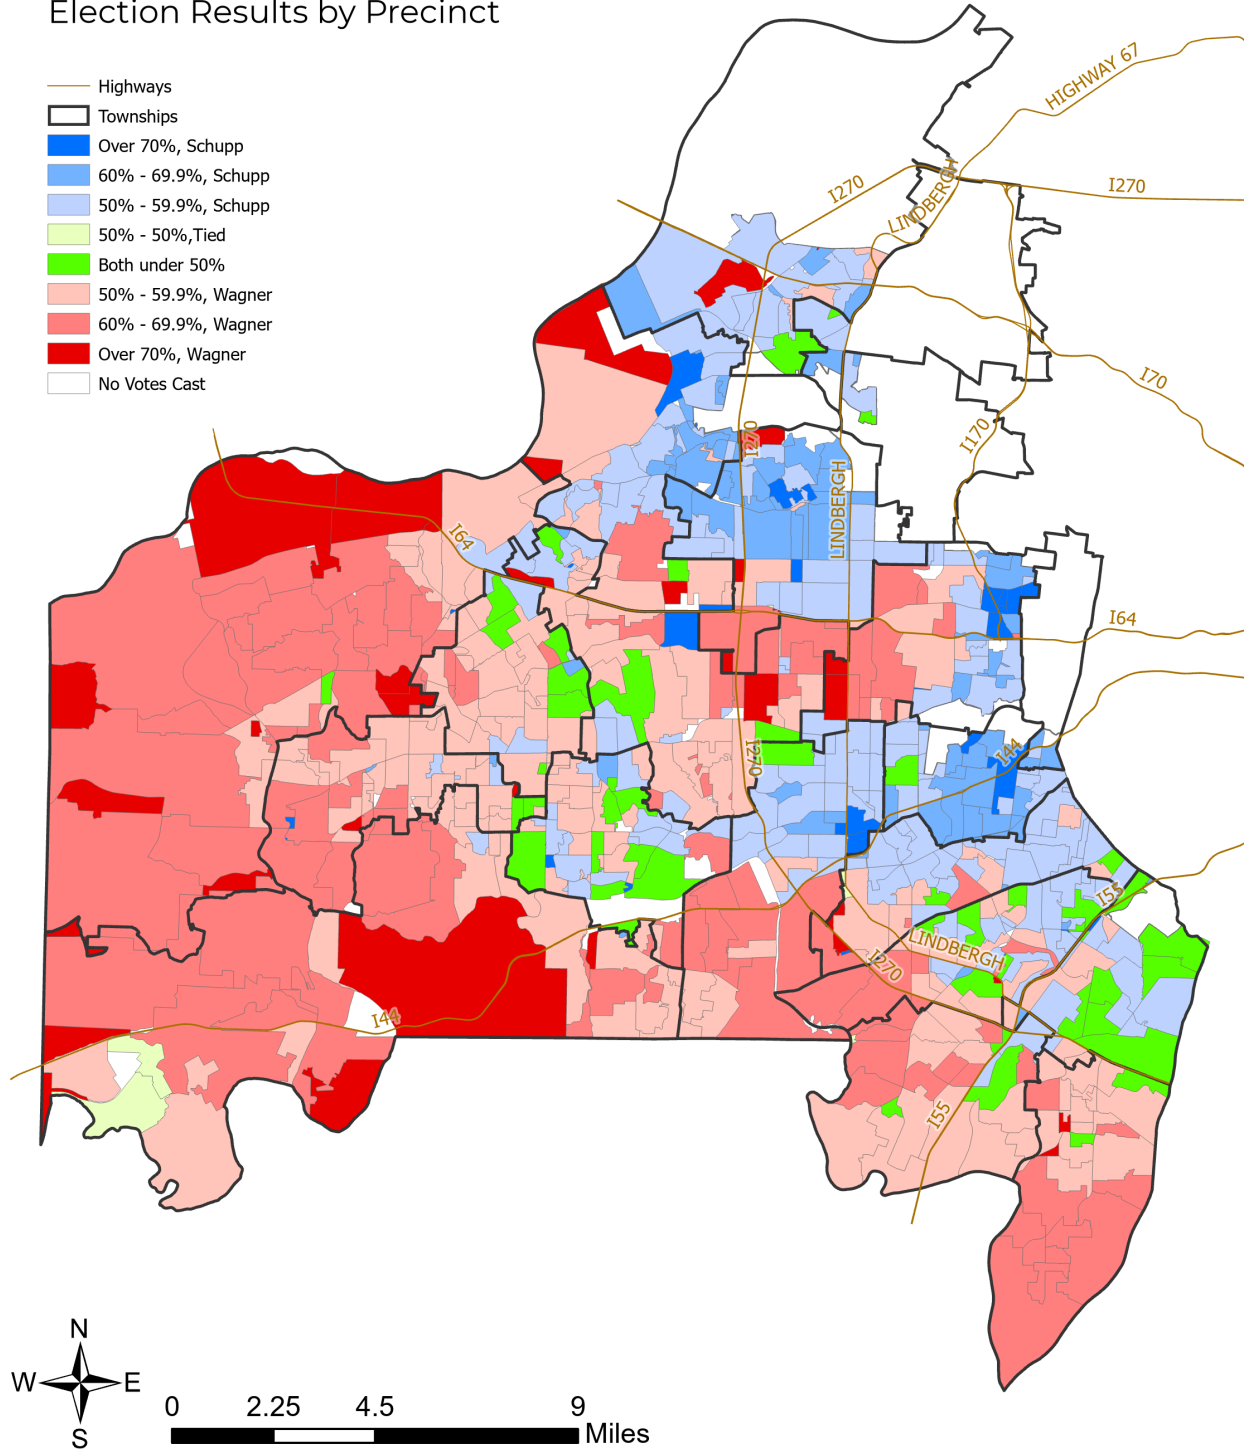 Election Results by Precinct
Highways
Townships
Over 70%, Schupp
60% - 69.9%, Schupp
50% - 59.9%, Schupp
50% - 50%,Tied
Both under 50%
50% - 59.9%, Wagner
60% - 69.9%, Wagner
Over 70%, Wagner
No Votes Cast
HIGHWAY 67
I270
LINDBERGH
I270
I70
I170
I270
LINDBERGH
I64
I64
I270
I44
I55
LINDBERGH
I270
I44
I55
N
W
E
S
0 2.25 4.5 9
Miles